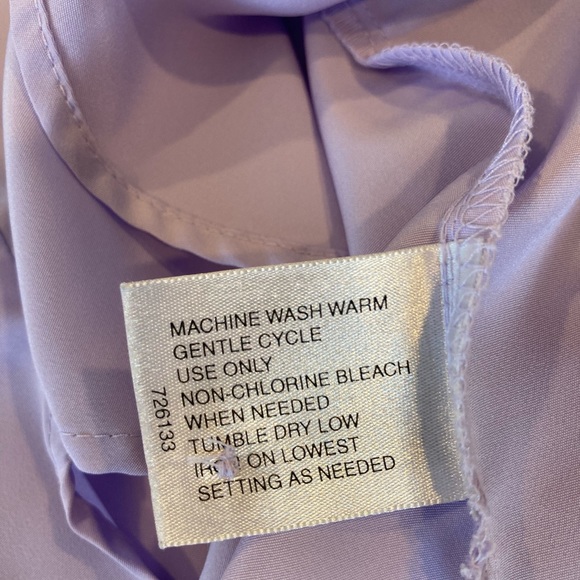 MACHINE WASH WARM
GENTLE CYCLE
USE ONLY
NON-CHLORINE BLEACH
WHEN NEEDED
TUMBLE DRY LOW
IRON ON LOWEST
SETTING AS NEEDED
726133